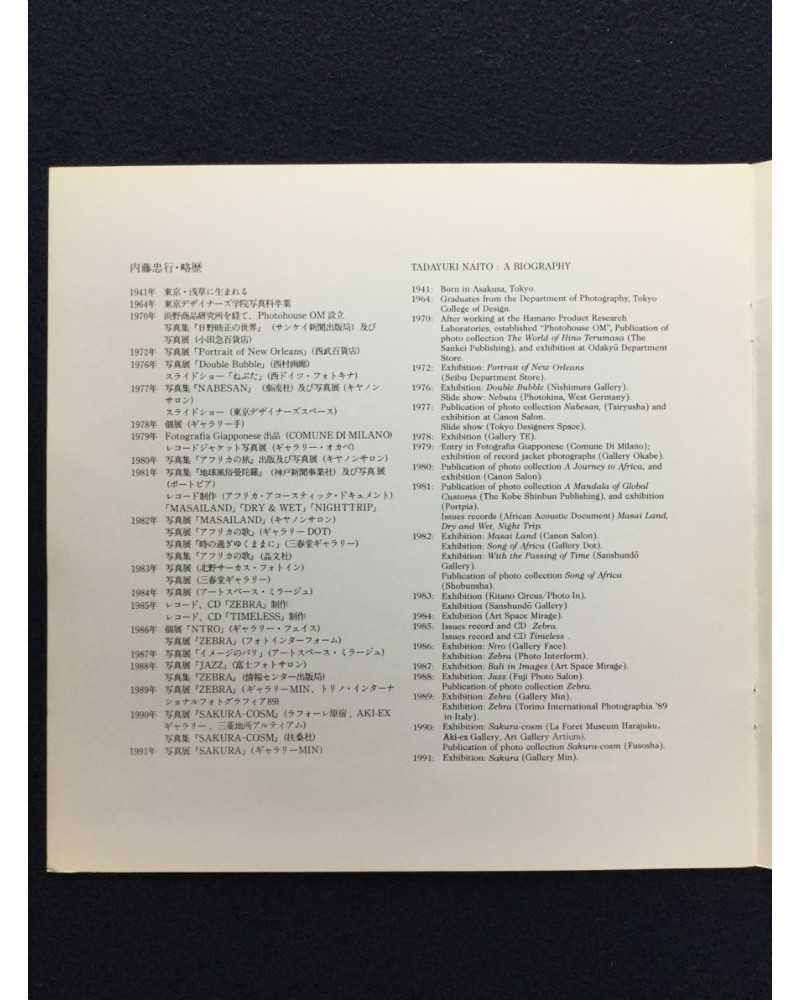 内藤忠行・略歴
1941年 東京・浅草に生まれる
1964年 東京デザイナーズ学院写真科卒業
1970年 浜野商品研究所を経て、Photohouse OM 設立
写真集『日野皓正の世界』(サンケイ新聞出版局) 及び
写真展 (小田急百貨店)
1972年 写真展「Portrait of New Orleans」(西武百貨店)
1976年 写真展「Double Bubble」(西村画廊)
スライドショー「ねぶた」(西ドイツ・フォトキナ)
1977年 写真集『NABESAN』 (泰流社) 及び写真展 (キヤノン
サロン)
スライドショー (東京デザイナーズスペース)
1978年 個展 (ギャラリー手)
1979年 Fotografia Giapponese 出品 (COMUNE DI MILANO)
レコードジャケット写真展 (ギャラリー・オカベ)
1980年 写真集『アフリカの旅』出版及び写真展 (キヤノンサロン)
1981年 写真集『地球風俗曼陀羅』(神戸新聞事業社) 及び写真展
(ポートピア)
レコード制作 (アフリカ・アコースティック・ドキュメント)
「MASAILAND」「DRY & WET」「NIGHTTRIP」
1982年 写真展「MASAILAND」(キヤノンサロン)
写真展「アフリカの歌」(ギャラリー DOT)
写真展「時の過ぎゆくままに」(三春堂ギャラリー)
写真集『アフリカの歌』(晶文社)
1983年 写真展 (北野サーカス・フォトイン)
写真展 (三春堂ギャラリー)
1984年 写真展 (アートスペース・ミラージュ)
1985年 レコード、CD「ZEBRA」制作
レコード、CD「TIMELESS」制作
1986年 個展「NTRO」(ギャラリー・フェイス)
写真展「ZEBRA」(フォトインターフォーム)
1987年 写真展「イメージのバリ」(アートスペース・ミラージュ)
1988年 写真展「JAZZ」(富士フォトサロン)
写真集『ZEBRA』(情報センター出版局)
1989年 写真展『ZEBRA』(ギャラリーMIN、トリノ・インターナ
ショナルフォトグラフィア89)
1990年 写真展『SAKURA-COSM』(ラフォーレ原宿、AKI-EX
ギャラリー、三菱地所アルティアム)
写真集『SAKURA-COSM』(扶桑社)
1991年 写真展「SAKURA」(ギャラリーMIN)
TADAYUKI NAITO : A BIOGRAPHY
1941: Born in Asakusa, Tokyo.
1964: Graduates from the Department of Photography, Tokyo
College of Design.
1970: After working at the Hamano Product Research
Laboratories, ostablished "Photohouse OM", Publication of
photo collection The World of Hino Terumasa (The
Sankei Publishing), and exhibition at Odakyū Department
Store.
1972: Exhibition: Portrait of New Orleans
(Seibu Department Store).
1976: Exhibition: Double Bubble (Nishimura Gallery).
Slide show: Nebuta (Photokina, West Germany).
1977: Publication of photo collection Nabesan, (Tairyusha) and
exhibition at Canon Salon.
Slide show (Tokyo Designers Space).
1978: Exhibition (Gallery TE).
1979: Entry in Fotografia Giapponese (Comune Di Milano);
exhibition of record jacket photographs (Gallery Okabe).
1980: Publication of photo collection A Journey to Africa, and
exhibition (Canon Salon).
1981: Publication of photo collection A Mandala of Global
Customs (The Kobe Shinbun Publishing), and exhibition
(Portpia).
Issues records (African Acoustic Document) Masai Land,
Dry and Wet, Night Trip.
1982: Exhibition: Masai Land (Canon Salon).
Exhibition: Song of Africa (Gallery Dot).
Exhibition: With the Passing of Time (Sanshundō
Gallery).
Publication of photo collection Song of Africa
(Shobunsha).
1983: Exhibition (Kitano Circus/Photo-In).
Exhibition (Sanshundō Gallery).
1984: Exhibition (Art Space Mirage).
1985: Issues record and CD Zebra.
Issues record and CD Timeless .
1986: Exhibition: Ntro (Gallery Face).
Exhibition: Zebra (Photo Interform).
1987: Exhibition: Bali in Images (Art Space Mirage).
1988: Exhibition: Jazz (Fuji Photo Salon).
Publication of photo collection Zebra.
1989: Exhibition: Zebra (Gallery Min).
Exhibition: Zebra (Torino International Photographia '89
in Italy).
1990: Exhibition: Sakura-cosm (La Foret Museum Harajuku,
Aki-ex Gallery, Art Gallery Artium).
Publication of photo collection Sakura-cosm (Fusosha).
1991: Exhibition: Sakura (Gallery Min).